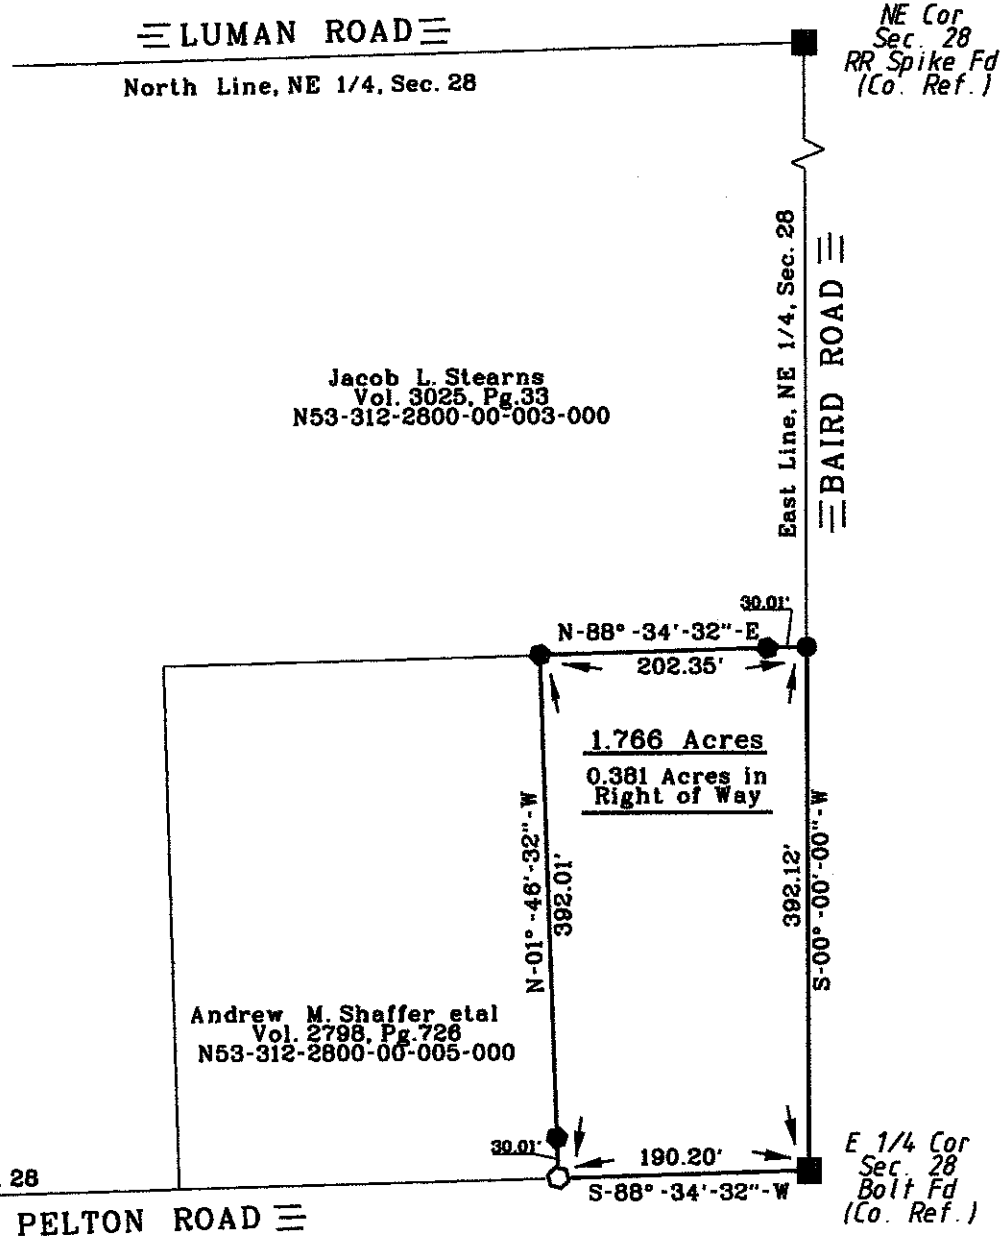 LUMAN ROAD
North Line, NE 1/4, Sec. 28
NE Cor
Sec. 28
RR Spike Fd
(Co. Ref.)
East Line, NE 1/4, Sec. 28
BAIRD ROAD
Jacob L. Stearns
Vol. 3025, Pg.33
N53-312-2800-00-003-000
30.01'
N-88°-34'-32"-E
202.35'
1.766 Acres
0.381 Acres in
Right of Way
N-01°-46'-32"-W
392.01'
392.12'
S-00°-00'-00"-W
Andrew M. Shaffer etal
Vol. 2798, Pg.726
N53-312-2800-00-005-000
30.01'
190.20'
S-88°-34'-32"-W
E 1/4 Cor
Sec. 28
Bolt Fd
(Co. Ref.)
. 28
PELTON ROAD